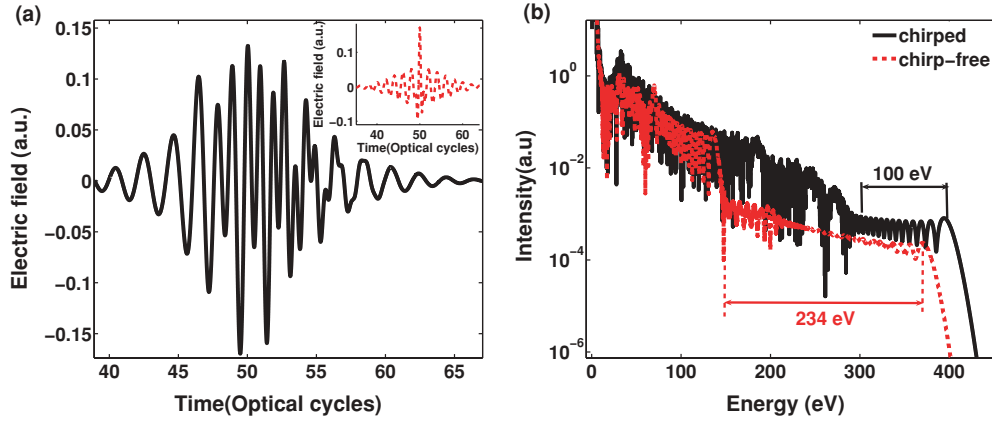 (a)
0.15
0.1
0.05
0
-0.05
-0.1
-0.15
Electric field (a.u.)
40 45 50 55 60 65
Time(Optical cycles)
0.1
0
-0.1
Electric field (a.u.)
40 50 60
Time(Optical cycles)
(b)
chirped
chirp-free
100 eV
234 eV
10^0
10^-2
10^-4
10^-6
Intensity(a.u)
0 100 200 300 400
Energy (eV)